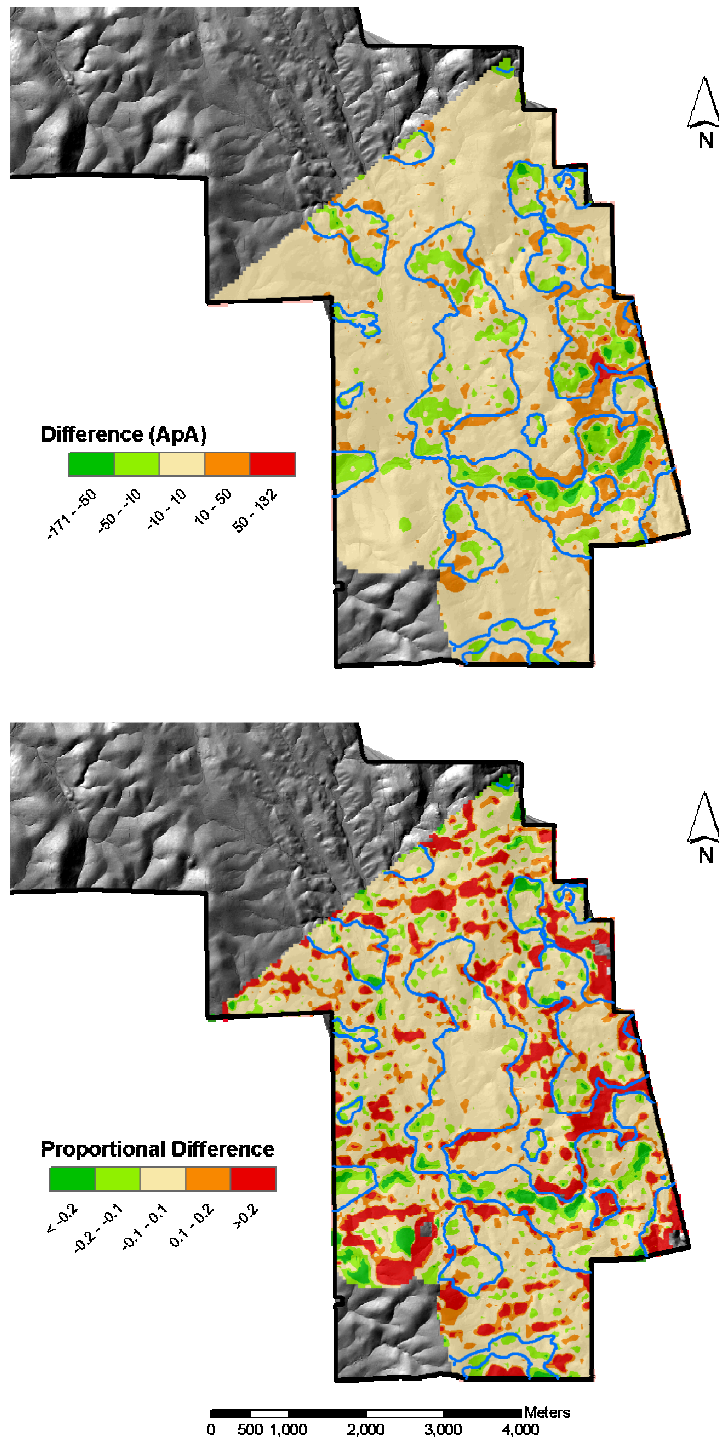 N
Difference (ApA)
-171 - -50
-50 - -10
-10 - 10
10 - 50
50 - 132
N
Proportional Difference
< -0.2
-0.2 - -0.1
-0.1 - 0.1
0.1 - 0.2
>0.2
Meters
0 500 1,000 2,000 3,000 4,000